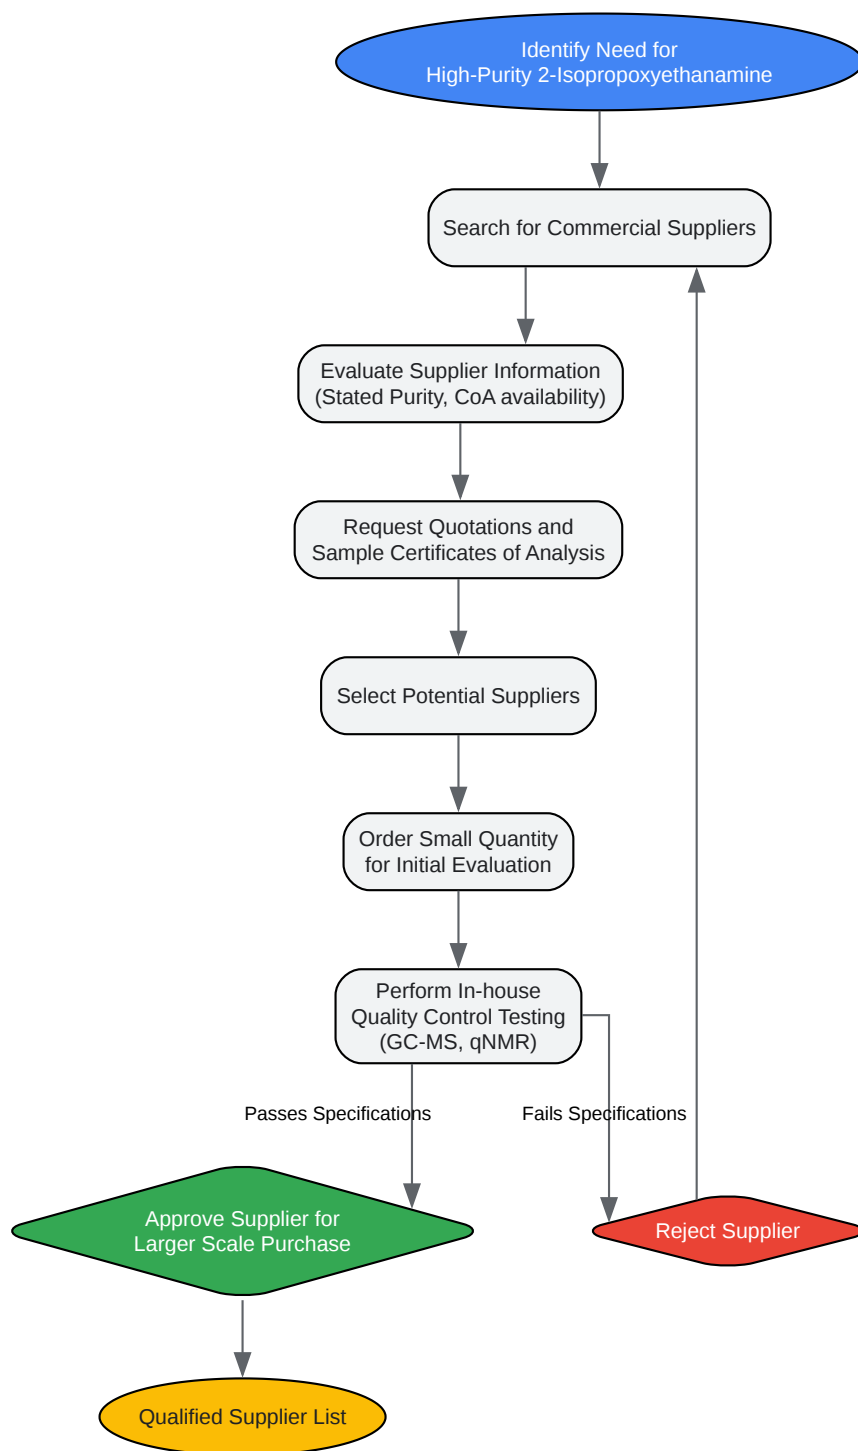 Identify Need for
High-Purity 2-Isopropoxyethanamine
Search for Commercial Suppliers
Evaluate Supplier Information
(Stated Purity, CoA availability)
Request Quotations and
Sample Certificates of Analysis
Select Potential Suppliers
Order Small Quantity
for Initial Evaluation
Perform In-house
Quality Control Testing
(GC-MS, qNMR)
Passes Specifications
Fails Specifications
Approve Supplier for
Larger Scale Purchase
Reject Supplier
Qualified Supplier List